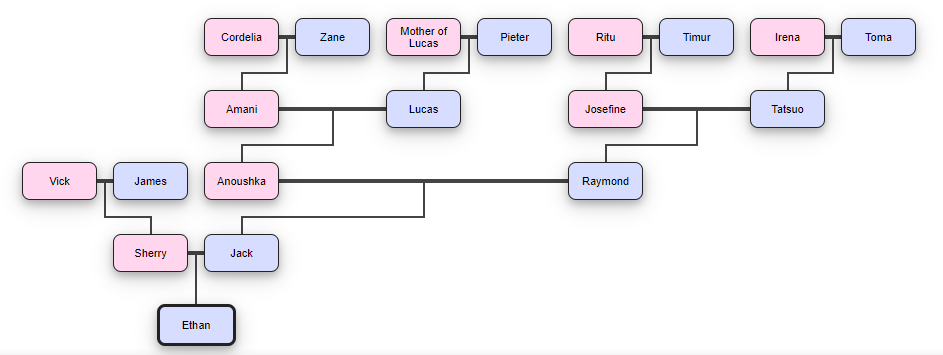 Cordelia
Zane
Mother of
Lucas
Pieter
Ritu
Timur
Irena
Toma
Amani
Lucas
Josefine
Tatsuo
Vick
James
Anoushka
Raymond
Sherry
Jack
Ethan